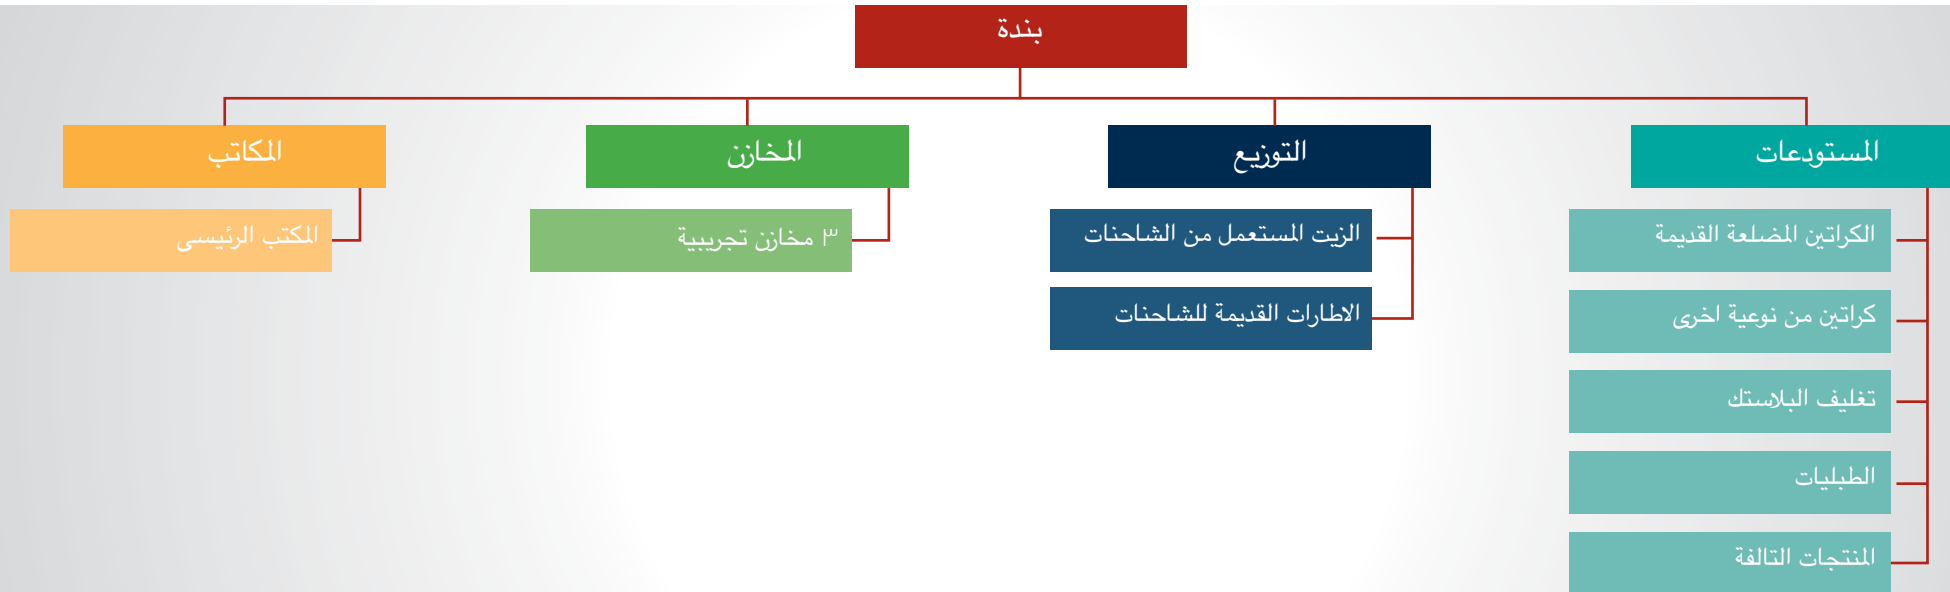 بندة
المستودعات
الكراتين المضلعة القديمة
كراتين من نوعية اخرى
تغليف البلاستك
الطبليات
المنتجات التالفة
التوزيع
الزيت المستعمل من الشاحنات
الاطارات القديمة للشاحنات
المخازن
٣ مخازن تجريبية
المكاتب
المكتب الرئيسى